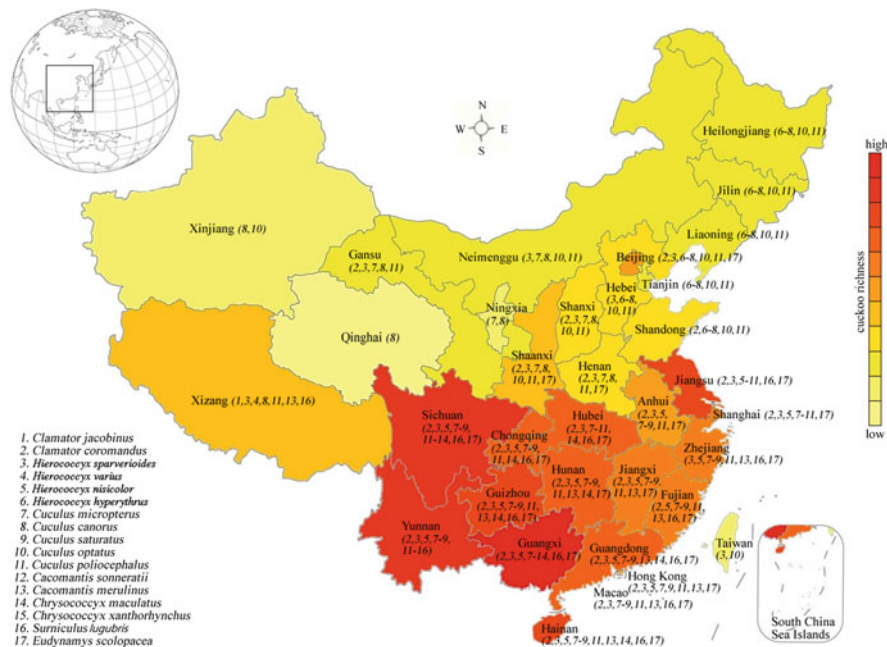 N
W E
S
high
cuckoo richness
low
Heilongjiang (6-8,10,11)
Jilin (6-8,10,11)
Liaoning (6-8,10,11)
Xinjiang (8,10)
Gansu
(2,3,7,8,11)
Neimenggu (3,7,8,10,11)
Beijing (2,3,6-8,10,11,17)
Tianjin (6-8,10,11)
Hebei
(3,6-8,
10,11)
Ningxia
(7,8)
Shanxi
(2,3,7,8,
10,11)
Shandong (2,6-8,10,11)
Qinghai (8)
Shaanxi
(2,3,7,8,
10,11,17)
Henan
(2,3,7,8,
11,17)
Jiangsu
(2,3,5-11,16,17)
Xizang (1,3,4,8,11,13,16)
Anhui
(2,3,5,
7-9,11,17)
Shanghai (2,3,5,7-11,17)
Sichuan
(2,3,5,7-9,
11-14,16,17)
Hubei
(2,3,7-11,
14,16,17)
Chongqing
(2,3,5,7-9,
11,14,16,17)
Zhejiang
(3,5,7-9,11,13,16,17)
Hunan
(2,3,5,7-9,
11,13,14,17)
Jiangxi
(2,3,5,7-9,
11,13,17)
Guizhou
(2,3,5,7-9,11,
13,14,16,17)
Fujian
(2,5,7-9,11,
13,16,17)
Yunnan
(2,3,5,7-9,
11-16)
Guangxi
(2,3,5,7-14,16,17)
Guangdong
(2,3,5,7-9,13,14,16,17)
Taiwan
(3,10)
Hong Kong
(2,3,5,7,9,11,13,17)
Macao
(2,3,7-9,11,13,16,17)
Hainan
(2,3,5,7-9,11,13,14,16,17)
South China
Sea Islands
1. Clamator jacobinus
2. Clamator coromandus
3. Hierococcyx sparverioides
4. Hierococcyx varius
5. Hierococcyx nisicolor
6. Hierococcyx hyperythrus
7. Cuculus micropterus
8. Cuculus canorus
9. Cuculus saturatus
10. Cuculus optatus
11. Cuculus poliocephalus
12. Cacomantis sonneratii
13. Cacomantis merulinus
14. Chrysococcyx maculatus
15. Chrysococcyx xanthorhynchus
16. Surniculus lugubris
17. Eudynamys scolopacea